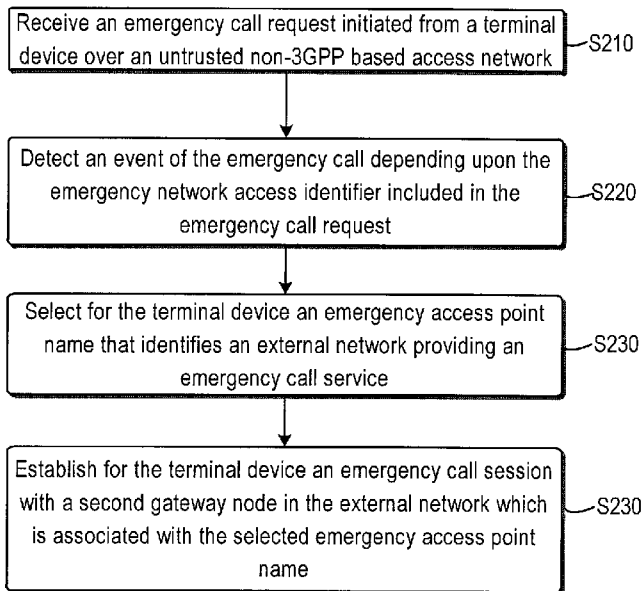 Receive an emergency call request initiated from a terminal
device over an untrusted non-3GPP based access network
S210
Detect an event of the emergency call depending upon the
emergency network access identifier included in the
emergency call request
S220
Select for the terminal device an emergency access point
name that identifies an external network providing an
emergency call service
S230
Establish for the terminal device an emergency call session
with a second gateway node in the external network which
is associated with the selected emergency access point
name
S230